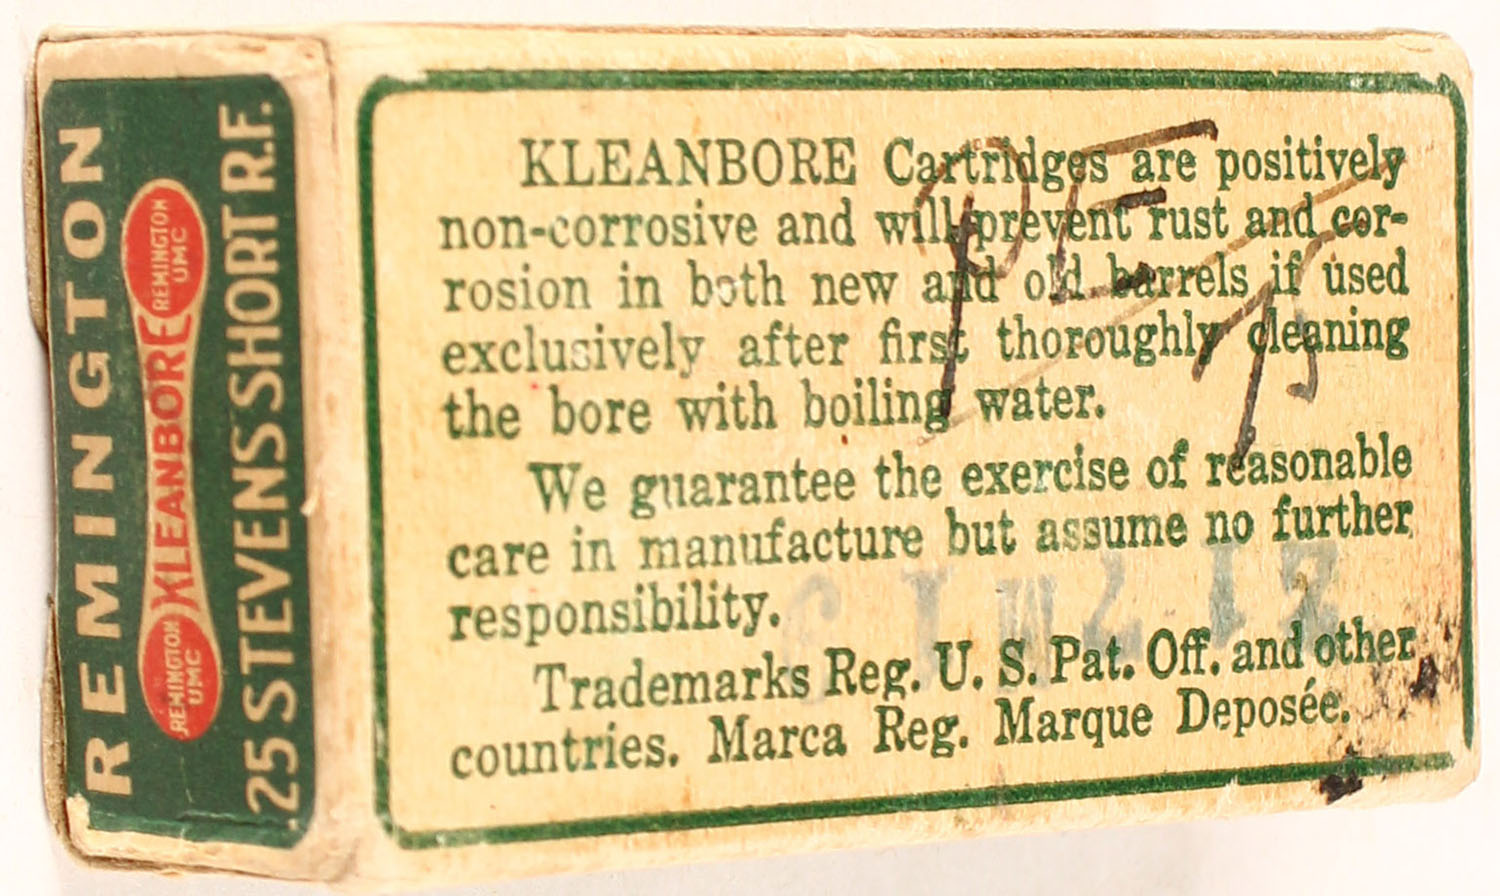 REMINGTON
REMINGTON
UMC
KLEANBORE
REMINGTON
UMC
.25 STEVENS SHORT R.F.
KLEANBORE Cartridges are positively
non-corrosive and will prevent rust and cor-
rosion in both new and old barrels if used
exclusively after first thoroughly cleaning
the bore with boiling water.
We guarantee the exercise of reasonable
care in manufacture but assume no further
responsibility.
Trademarks Reg. U. S. Pat. Off. and other
countries. Marca Reg. Marque Deposée.